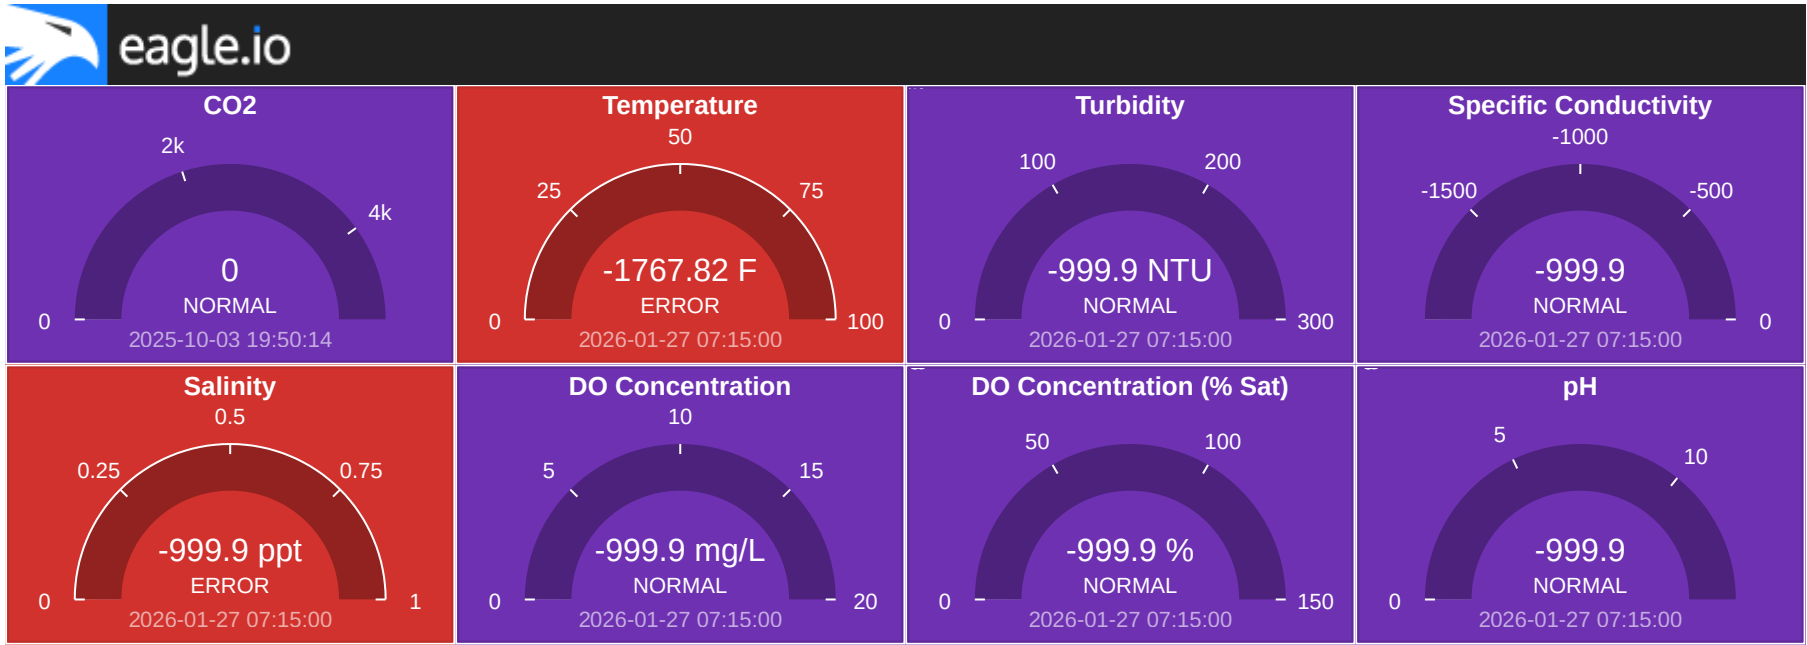 eagle.io
CO2
2k
4k
0
0
NORMAL
2025-10-03 19:50:14
Temperature
50
25
75
-1767.82 F
ERROR
0
100
2026-01-27 07:15:00
Turbidity
100
200
-999.9 NTU
NORMAL
0
300
2026-01-27 07:15:00
Specific Conductivity
-1000
-1500
-500
-999.9
NORMAL
0
2026-01-27 07:15:00
Salinity
0.5
0.25
0.75
-999.9 ppt
ERROR
0
1
2026-01-27 07:15:00
DO Concentration
10
5
15
-999.9 mg/L
NORMAL
0
20
2026-01-27 07:15:00
DO Concentration (% Sat)
50
100
-999.9 %
NORMAL
0
150
2026-01-27 07:15:00
pH
5
10
-999.9
NORMAL
0
2026-01-27 07:15:00